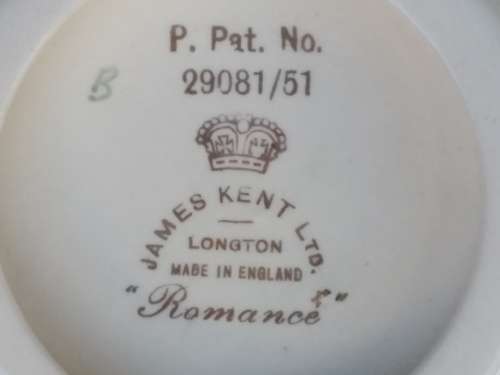 P. Pat. No.
29081/51
B
JAMES KENT LTD.
LONGTON
MADE IN ENGLAND
"Romance"